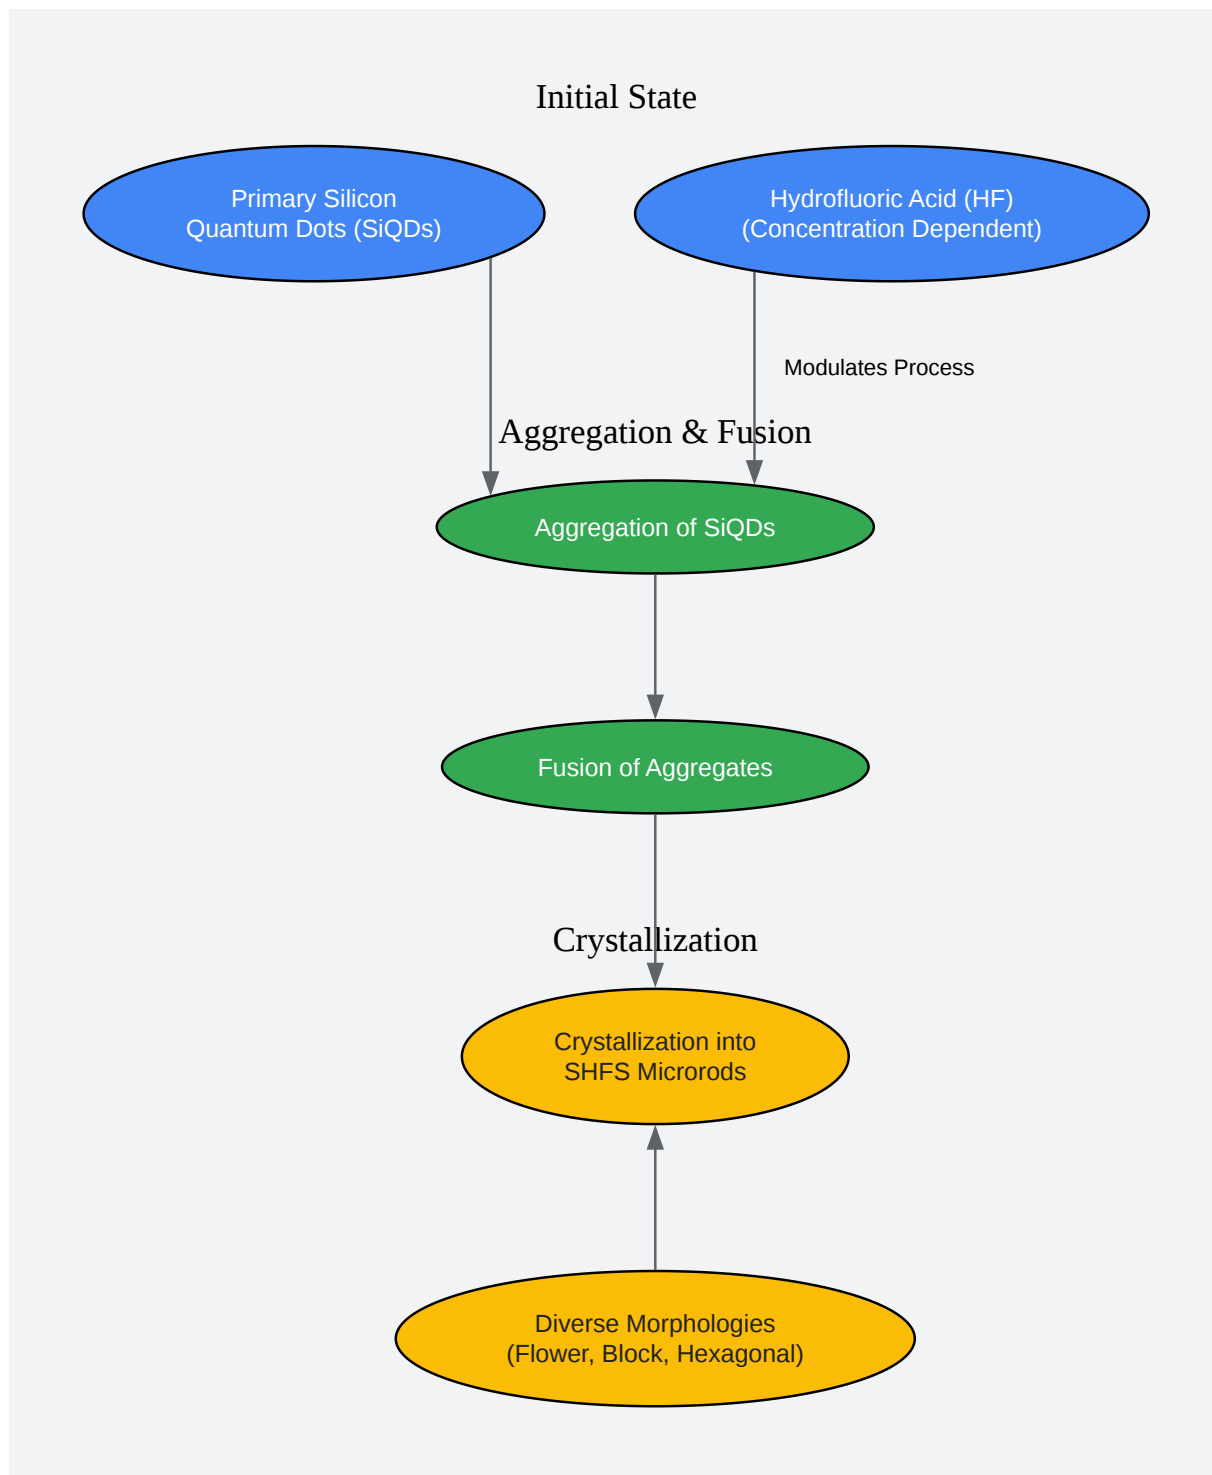 Initial State
Primary Silicon
Quantum Dots (SiQDs)
Hydrofluoric Acid (HF)
(Concentration Dependent)
Modulates Process
Aggregation & Fusion
Aggregation of SiQDs
Fusion of Aggregates
Crystallization
Crystallization into
SHFS Microrods
Diverse Morphologies
(Flower, Block, Hexagonal)